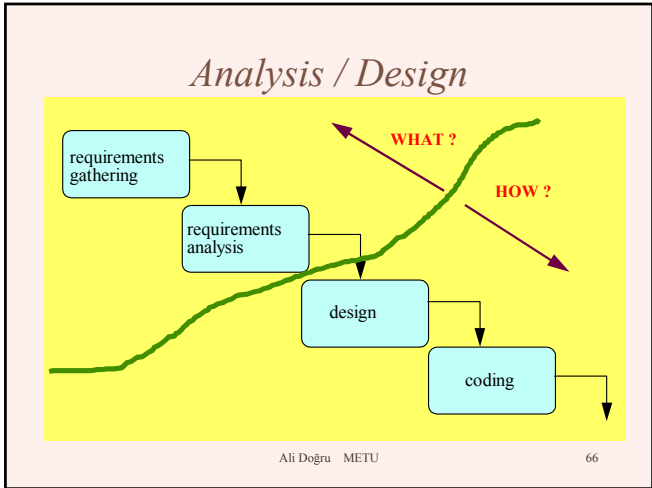 Analysis / Design
WHAT ?
requirements
gathering
HOW ?
requirements
analysis
design
coding
Ali Doğru METU
66